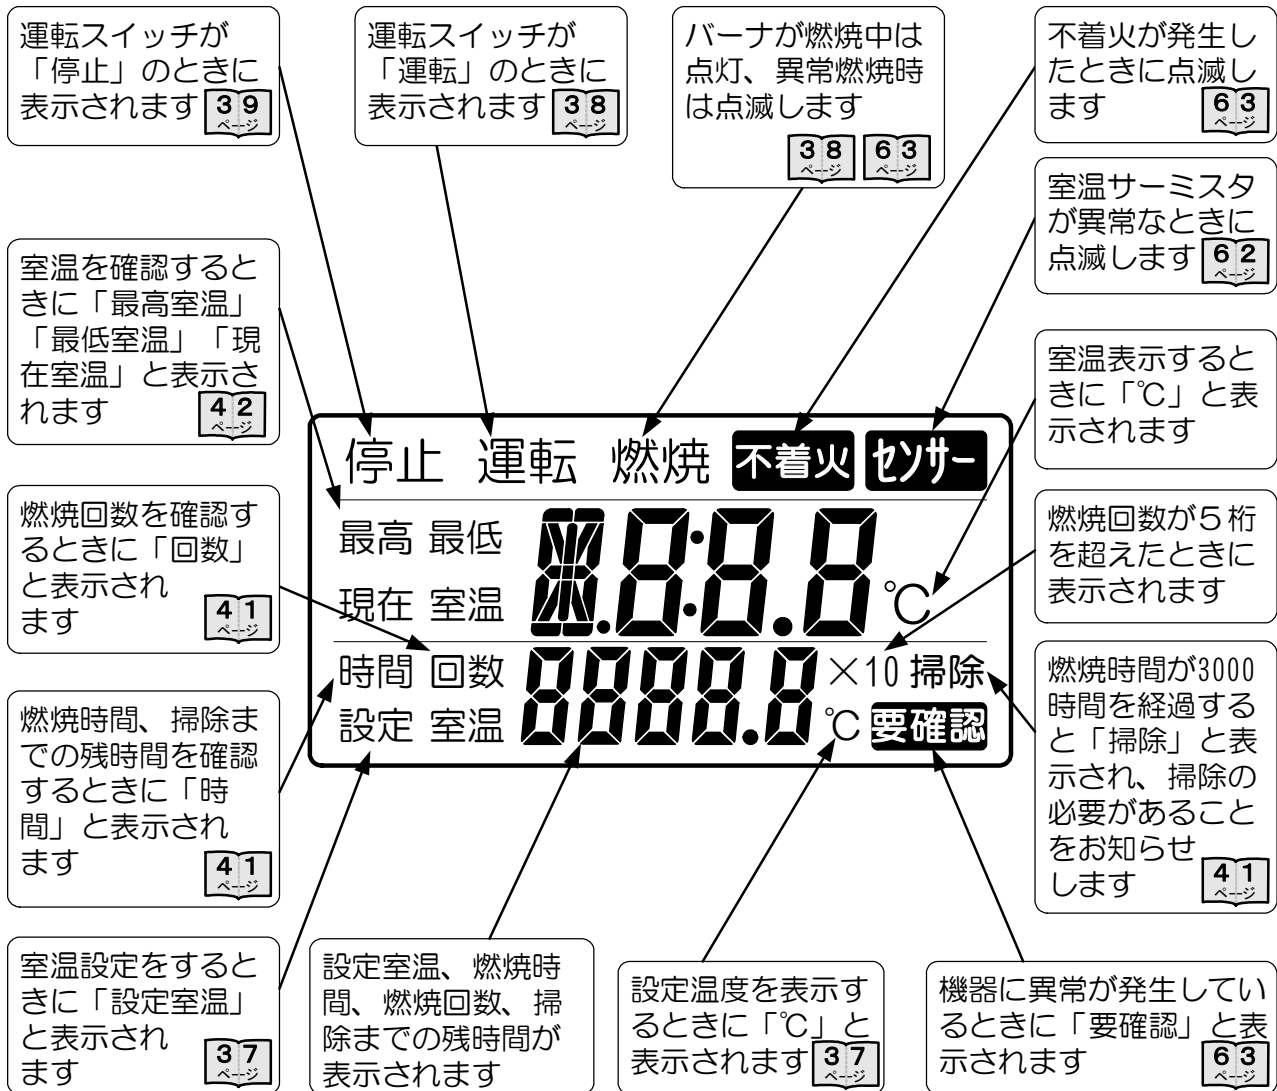 運転スイッチが
「停止」のときに
表示されます 39
ページ
運転スイッチが
「運転」のときに
表示されます 38
ページ
バーナが燃焼中は
点灯、異常燃焼時
は点滅します
38 63
ページ ページ
不着火が発生し
たときに点滅し
ます 63
ページ
室温サーミスタ
が異常なときに
点滅します 62
ページ
室温を確認すると
きに「最高室温」
「最低室温」「現
在室温」と表示さ
れます 42
ページ
室温表示すると
きに「℃」と表
示されます
停止 運転 燃焼 不着火 センサー
最高 最低
現在 室温 8.8:8.8 ℃
時間 回数 8888.8 ×10 掃除
設定 室温 ℃ 要確認
燃焼回数を確認す
るときに「回数」
と表示され
ます 41
ページ
燃焼回数が5桁
を超えたときに
表示されます
燃焼時間、掃除ま
での残時間を確認
するときに「時
間」と表示され
ます 41
ページ
燃焼時間が3000
時間を経過する
と「掃除」と表
示され、掃除の
必要があること
をお知らせ
します 41
ページ
室温設定をすると
きに「設定室温」
と表示され
ます 37
ページ
設定室温、燃焼時
間、燃焼回数、掃
除までの残時間が
表示されます
設定温度を表示す
るときに「℃」と
表示されます 37
ページ
機器に異常が発生してい
るときに「要確認」と表
示されます 63
ページ